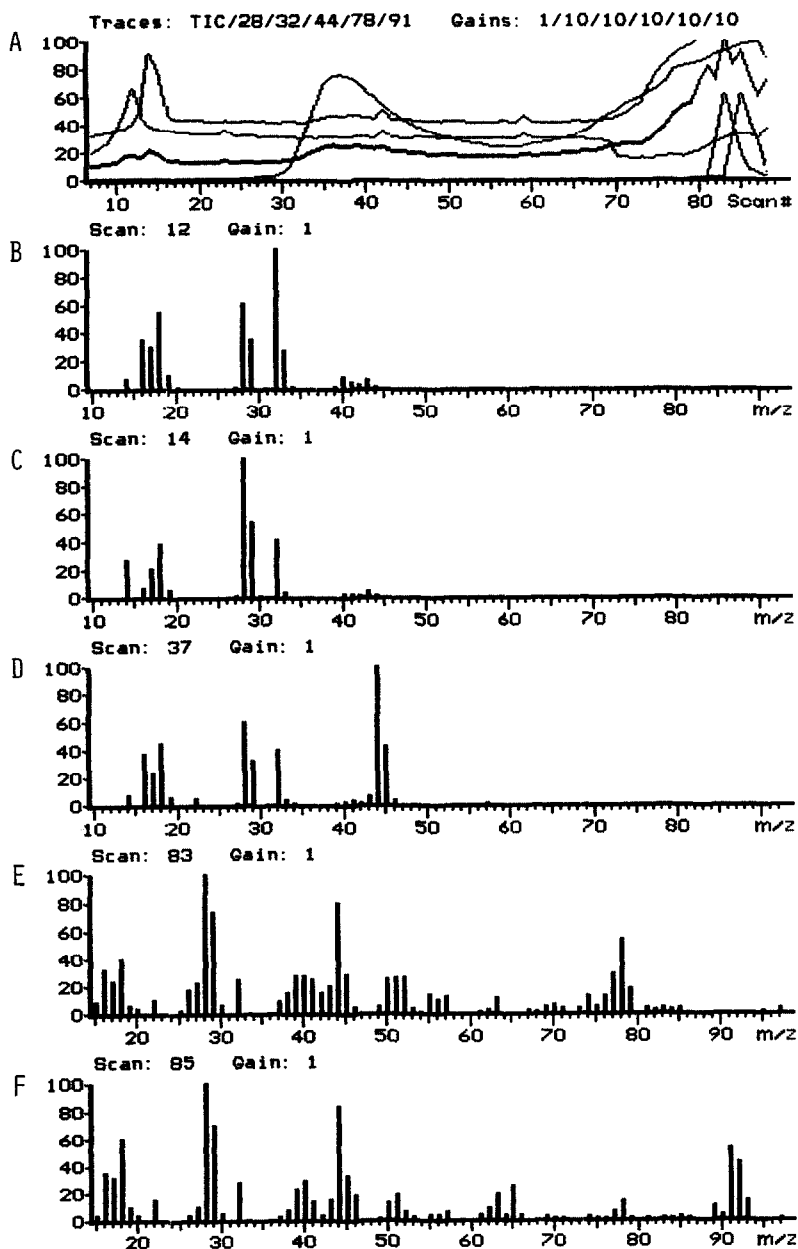 Traces: TIC/28/32/44/78/91 Gains: 1/10/10/10/10/10
A
100
80
60
40
20
0
10 20 30 40 50 60 70 80 Scan#
Scan: 12 Gain: 1
B
100
80
60
40
20
0
10 20 30 40 50 60 70 80 m/z
Scan: 14 Gain: 1
C
100
80
60
40
20
0
10 20 30 40 50 60 70 80 m/z
Scan: 37 Gain: 1
D
100
80
60
40
20
0
10 20 30 40 50 60 70 80 m/z
Scan: 83 Gain: 1
E
100
80
60
40
20
0
20 30 40 50 60 70 80 90 m/z
Scan: 85 Gain: 1
F
100
80
60
40
20
0
20 30 40 50 60 70 80 90 m/z